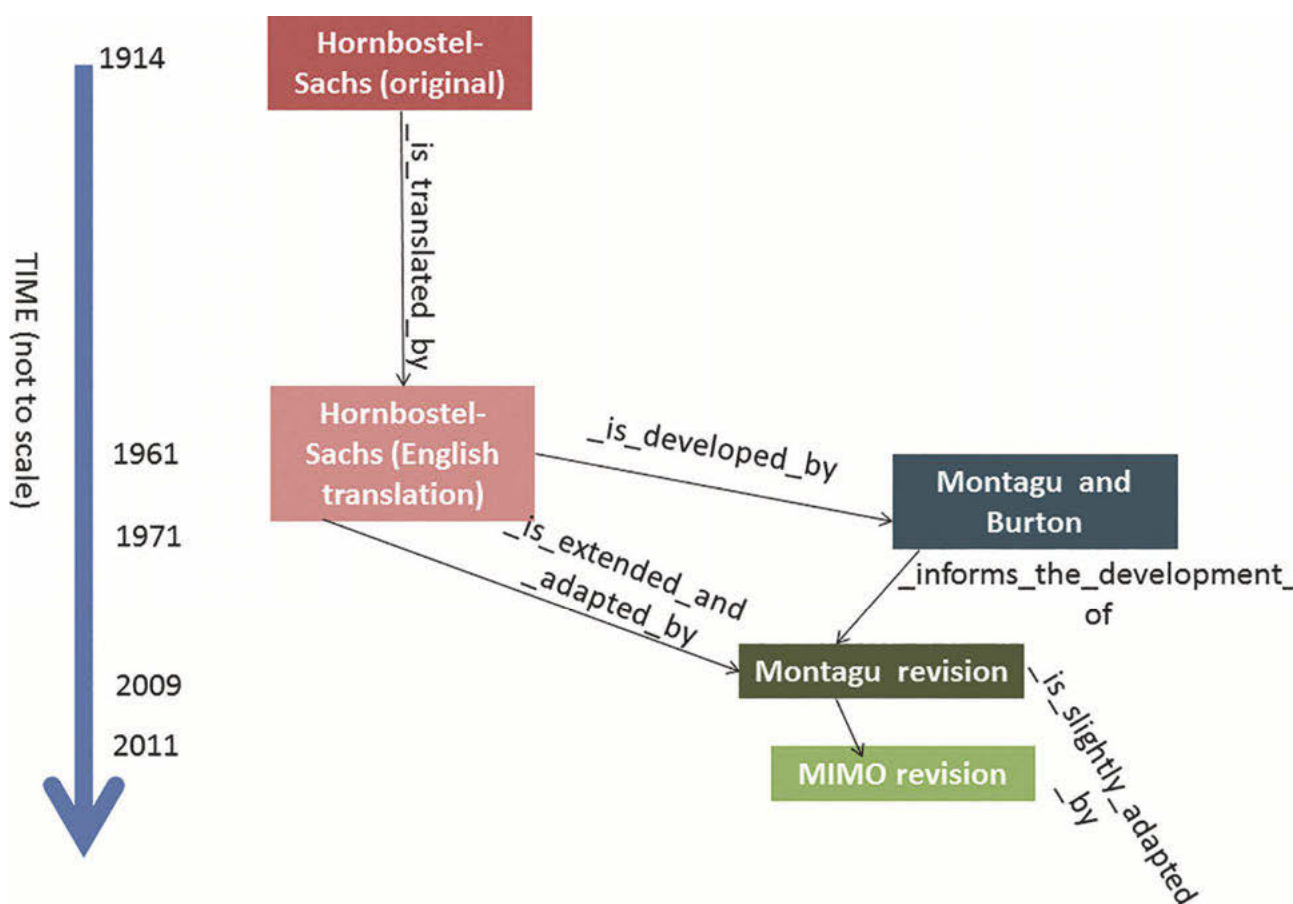 1914
Hornbostel-
Sachs (original)
_is_translated_by
TIME (not to scale)
Hornbostel-
Sachs (English
translation)
1961
_is_developed_by
Montagu and
Burton
1971
_is_extended_and
_adapted_by
_informs_the_development_
of
Montagu revision
2009
_is_slightly_adapted
_by
2011
MIMO revision